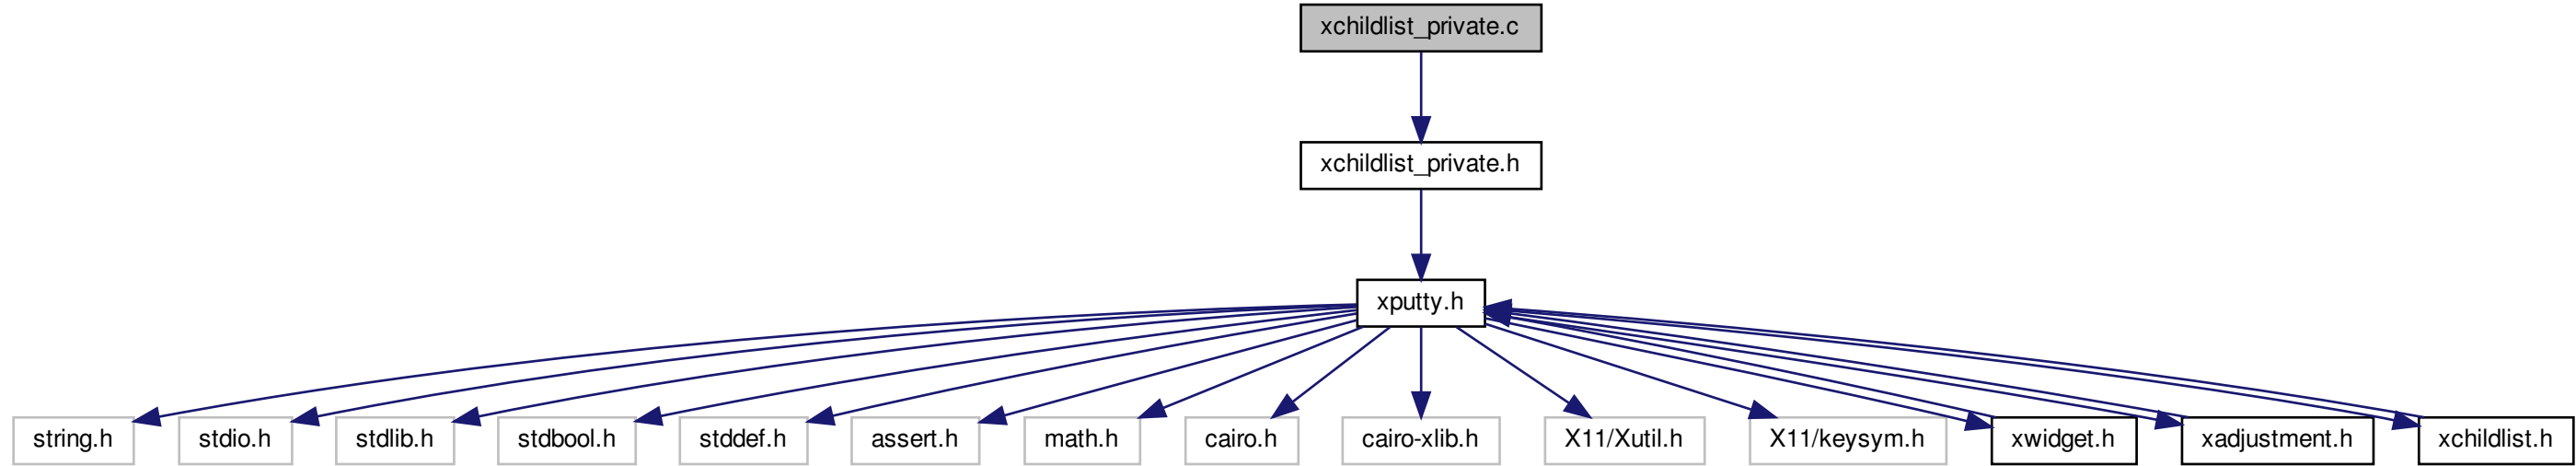 xchildlist_private.c
xchildlist_private.h
xputty.h
string.h
stdio.h
stdlib.h
stdbool.h
stddef.h
assert.h
math.h
cairo.h
cairo-xlib.h
X11/Xutil.h
X11/keysym.h
xwidget.h
xadjustment.h
xchildlist.h